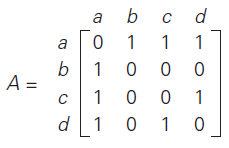 a b c d
a 0 1 1 1
b 1 0 0 0
A =
c 1 0 0 1
d 1 0 1 0